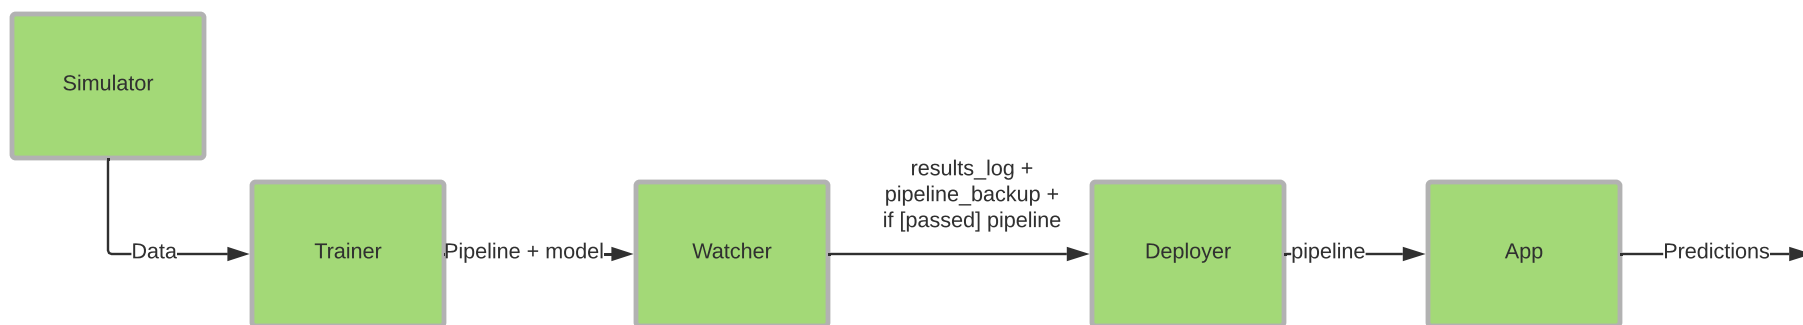 Simulator
results_log +
pipeline_backup +
if [passed] pipeline
Data
Trainer
Pipeline + model
Watcher
Deployer
pipeline
App
Predictions